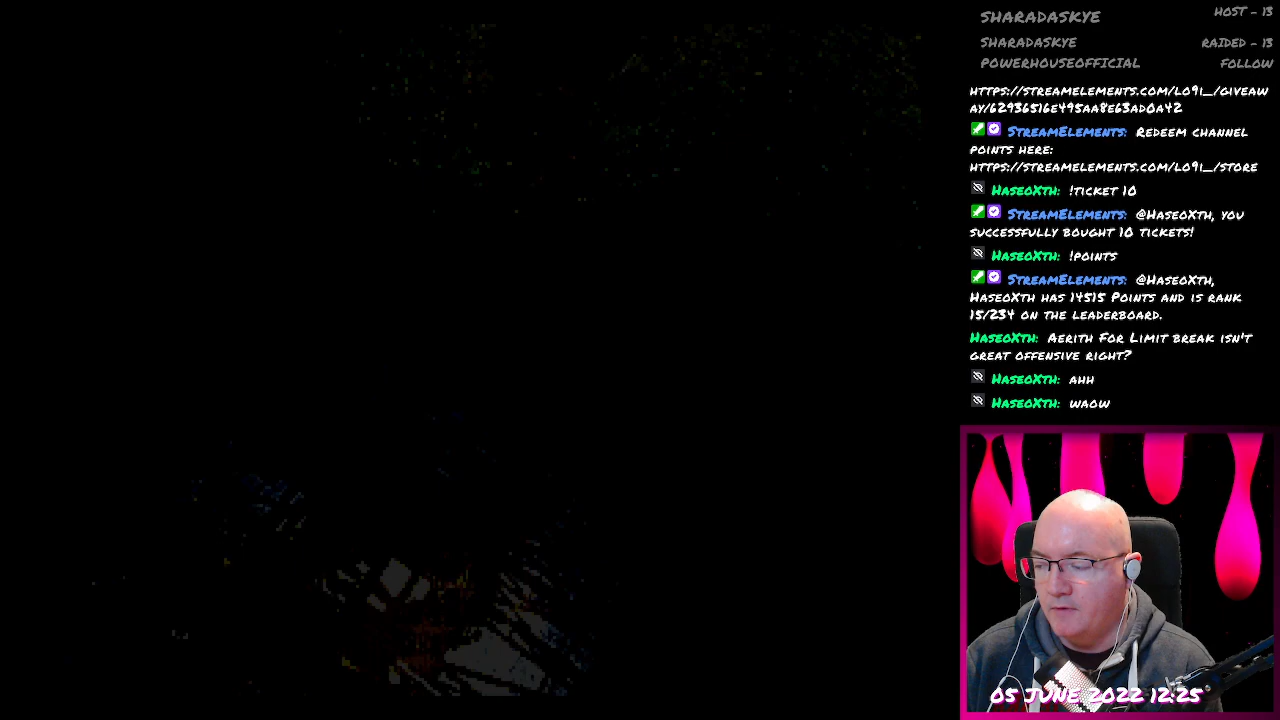 SHARADASKYE HOST - 13
SHARADASKYE RAIDED - 13
POWERHOUSEOFFICIAL FOLLOW
HTTPS://STREAMELEMENTS.COM/LO9I_/GIVEAW
AY/62936516E495AA8E63AD0A42
STREAMELEMENTS: REDEEM CHANNEL
POINTS HERE:
HTTPS://STREAMELEMENTS.COM/LO9I_/STORE
HASEOXTH: !TICKET 10
STREAMELEMENTS: @HASEOXTH, YOU
SUCCESSFULLY BOUGHT 10 TICKETS!
HASEOXTH: !POINTS
STREAMELEMENTS: @HASEOXTH,
HASEOXTH HAS 14515 POINTS AND IS RANK
15/234 ON THE LEADERBOARD.
HASEOXTH: AERITH FOR LIMIT BREAK ISN'T
GREAT OFFENSIVE RIGHT?
HASEOXTH: AHH
HASEOXTH: WAOW
05 JUNE 2022 12:25